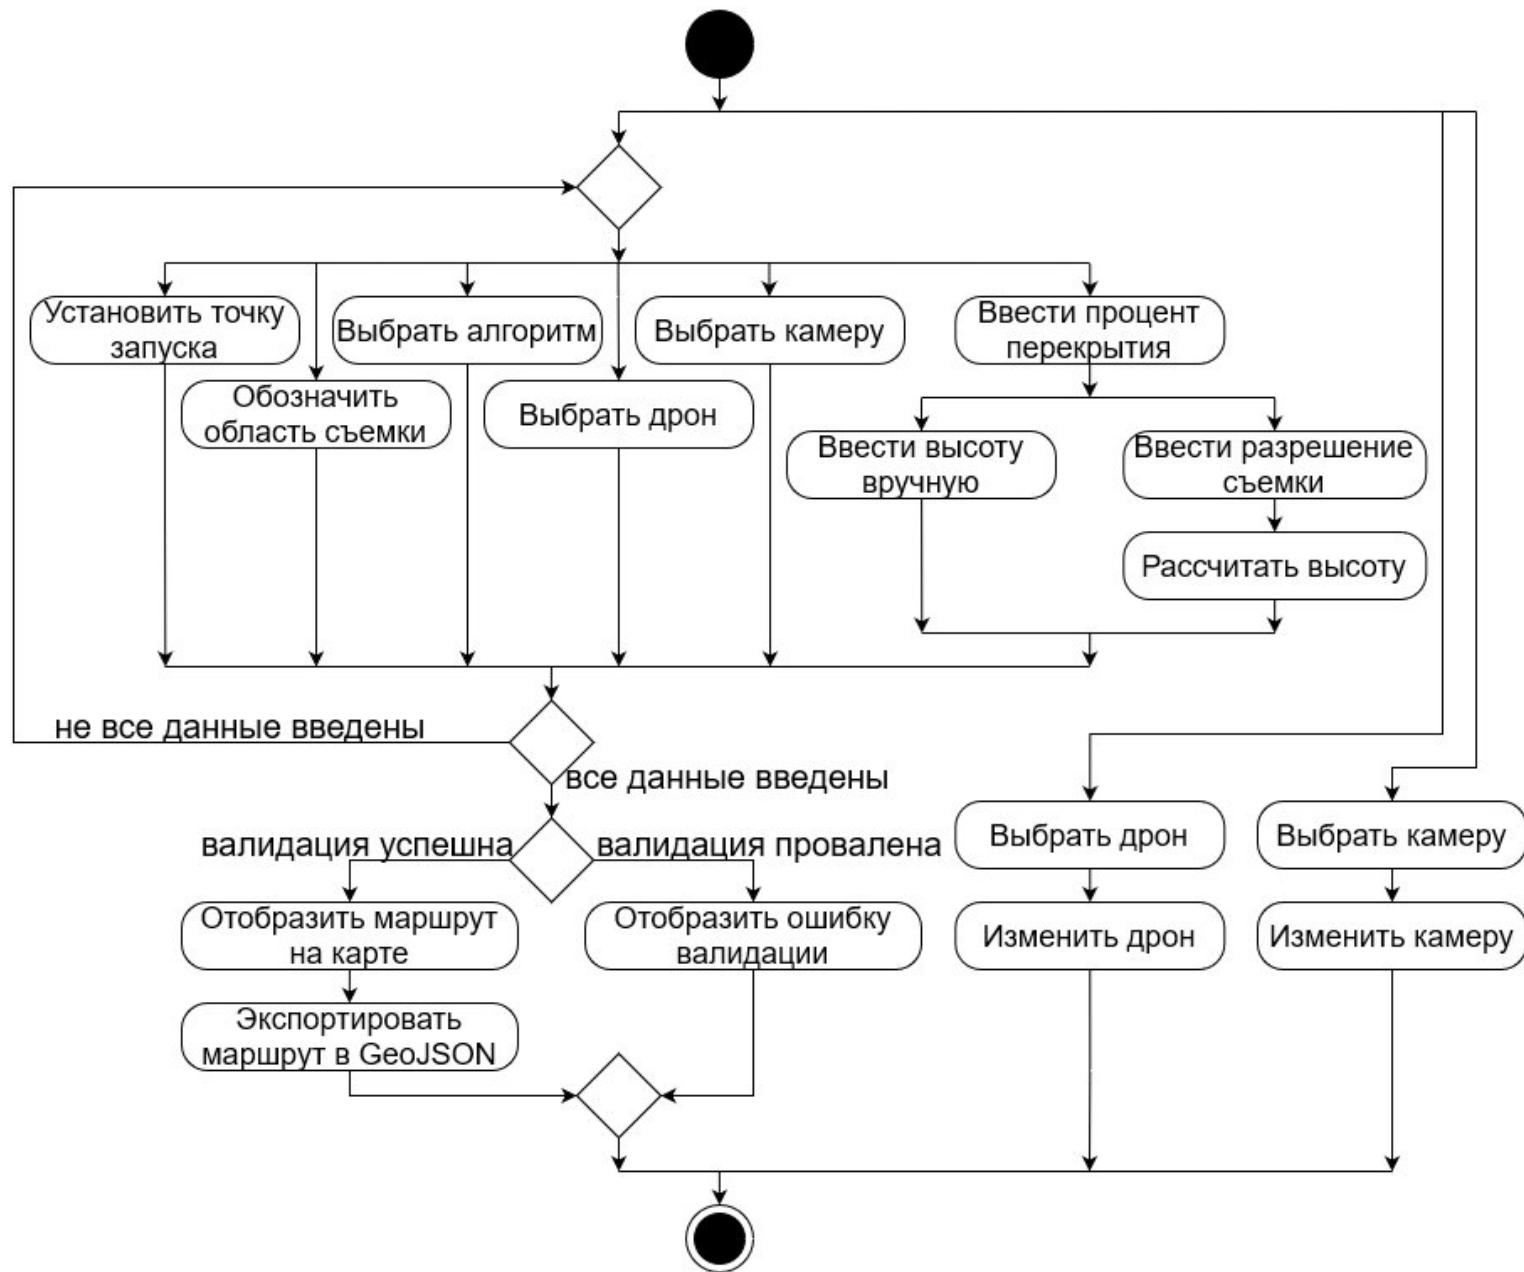 Установить точку
запуска
Выбрать алгоритм
Выбрать камеру
Ввести процент
перекрытия
Обозначить
область съемки
Выбрать дрон
Ввести высоту
вручную
Ввести разрешение
съемки
Рассчитать высоту
не все данные введены
все данные введены
валидация успешна
валидация провалена
Выбрать дрон
Выбрать камеру
Отобразить маршрут
на карте
Отобразить ошибку
валидации
Изменить дрон
Изменить камеру
Экспортировать
маршрут в GeoJSON